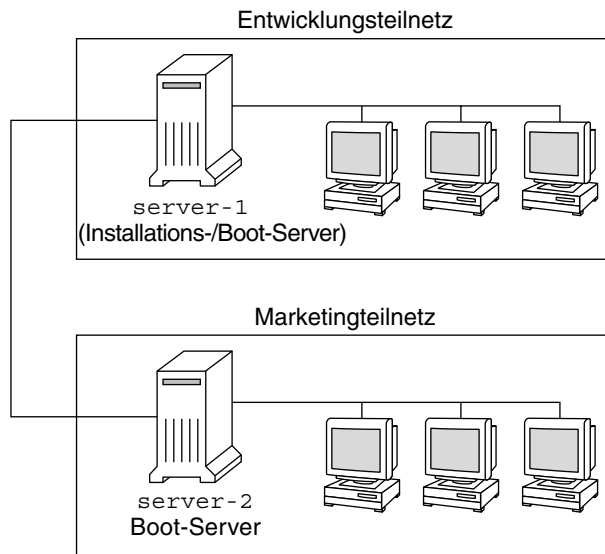 Entwicklungsteilnetz
server-1
(Installations-/Boot-Server)
Marketingteilnetz
server-2
Boot-Server